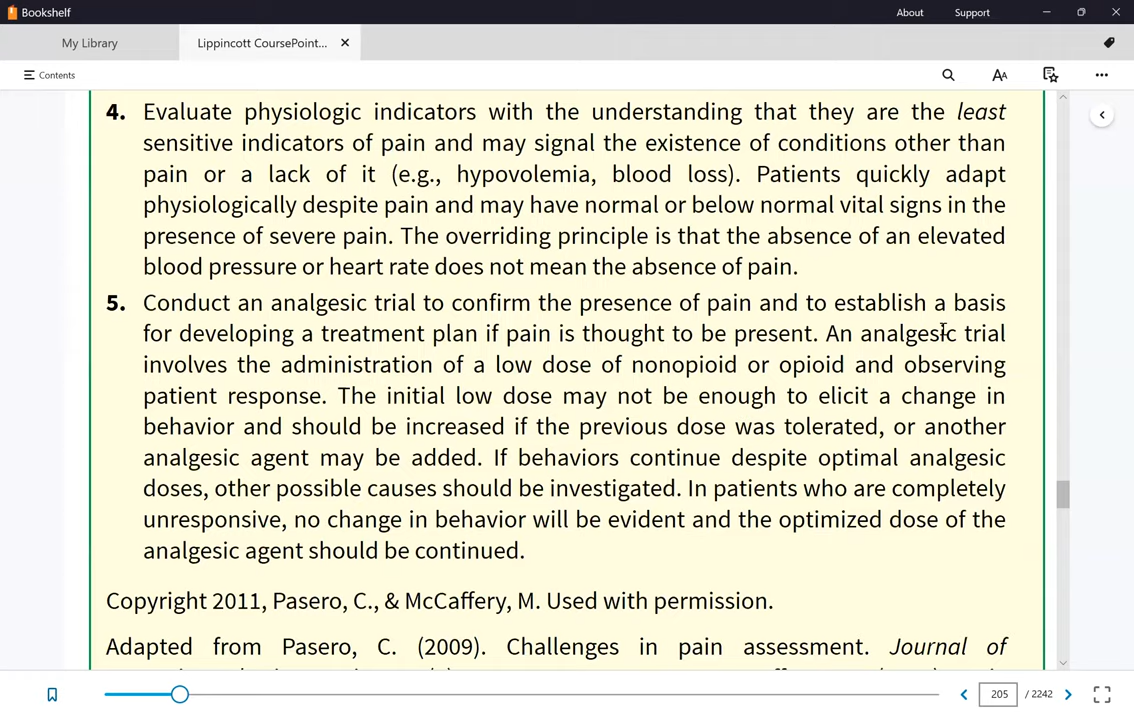 Bookshelf
About
Support
My Library
Lippincott CoursePoint...
Contents
AA
4. Evaluate physiologic indicators with the understanding that they are the least
sensitive indicators of pain and may signal the existence of conditions other than
pain or a lack of it (e.g., hypovolemia, blood loss). Patients quickly adapt
physiologically despite pain and may have normal or below normal vital signs in the
presence of severe pain. The overriding principle is that the absence of an elevated
blood pressure or heart rate does not mean the absence of pain.
5. Conduct an analgesic trial to confirm the presence of pain and to establish a basis
for developing a treatment plan if pain is thought to be present. An analgesic trial
involves the administration of a low dose of nonopioid or opioid and observing
patient response. The initial low dose may not be enough to elicit a change in
behavior and should be increased if the previous dose was tolerated, or another
analgesic agent may be added. If behaviors continue despite optimal analgesic
doses, other possible causes should be investigated. In patients who are completely
unresponsive, no change in behavior will be evident and the optimized dose of the
analgesic agent should be continued.
Copyright 2011, Pasero, C., & McCaffery, M. Used with permission.
Adapted from Pasero, C. (2009). Challenges in pain assessment. Journal of
205 / 2242